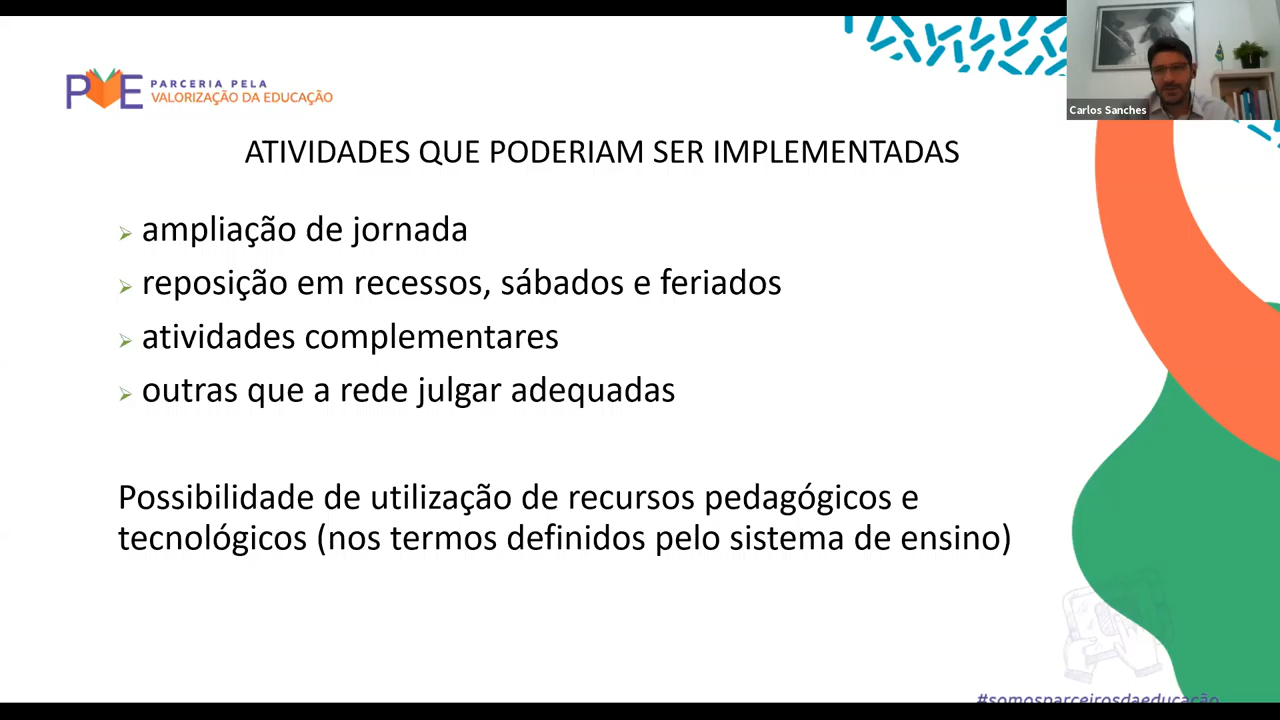 PVE PARCERIA PELA
VALORIZAÇÃO DA EDUCAÇÃO
Carlos Sanches
ATIVIDADES QUE PODERIAM SER IMPLEMENTADAS
ampliação de jornada
reposição em recessos, sábados e feriados
atividades complementares
outras que a rede julgar adequadas
Possibilidade de utilização de recursos pedagógicos e
tecnológicos (nos termos definidos pelo sistema de ensino)
#somosparceirosdaeducação